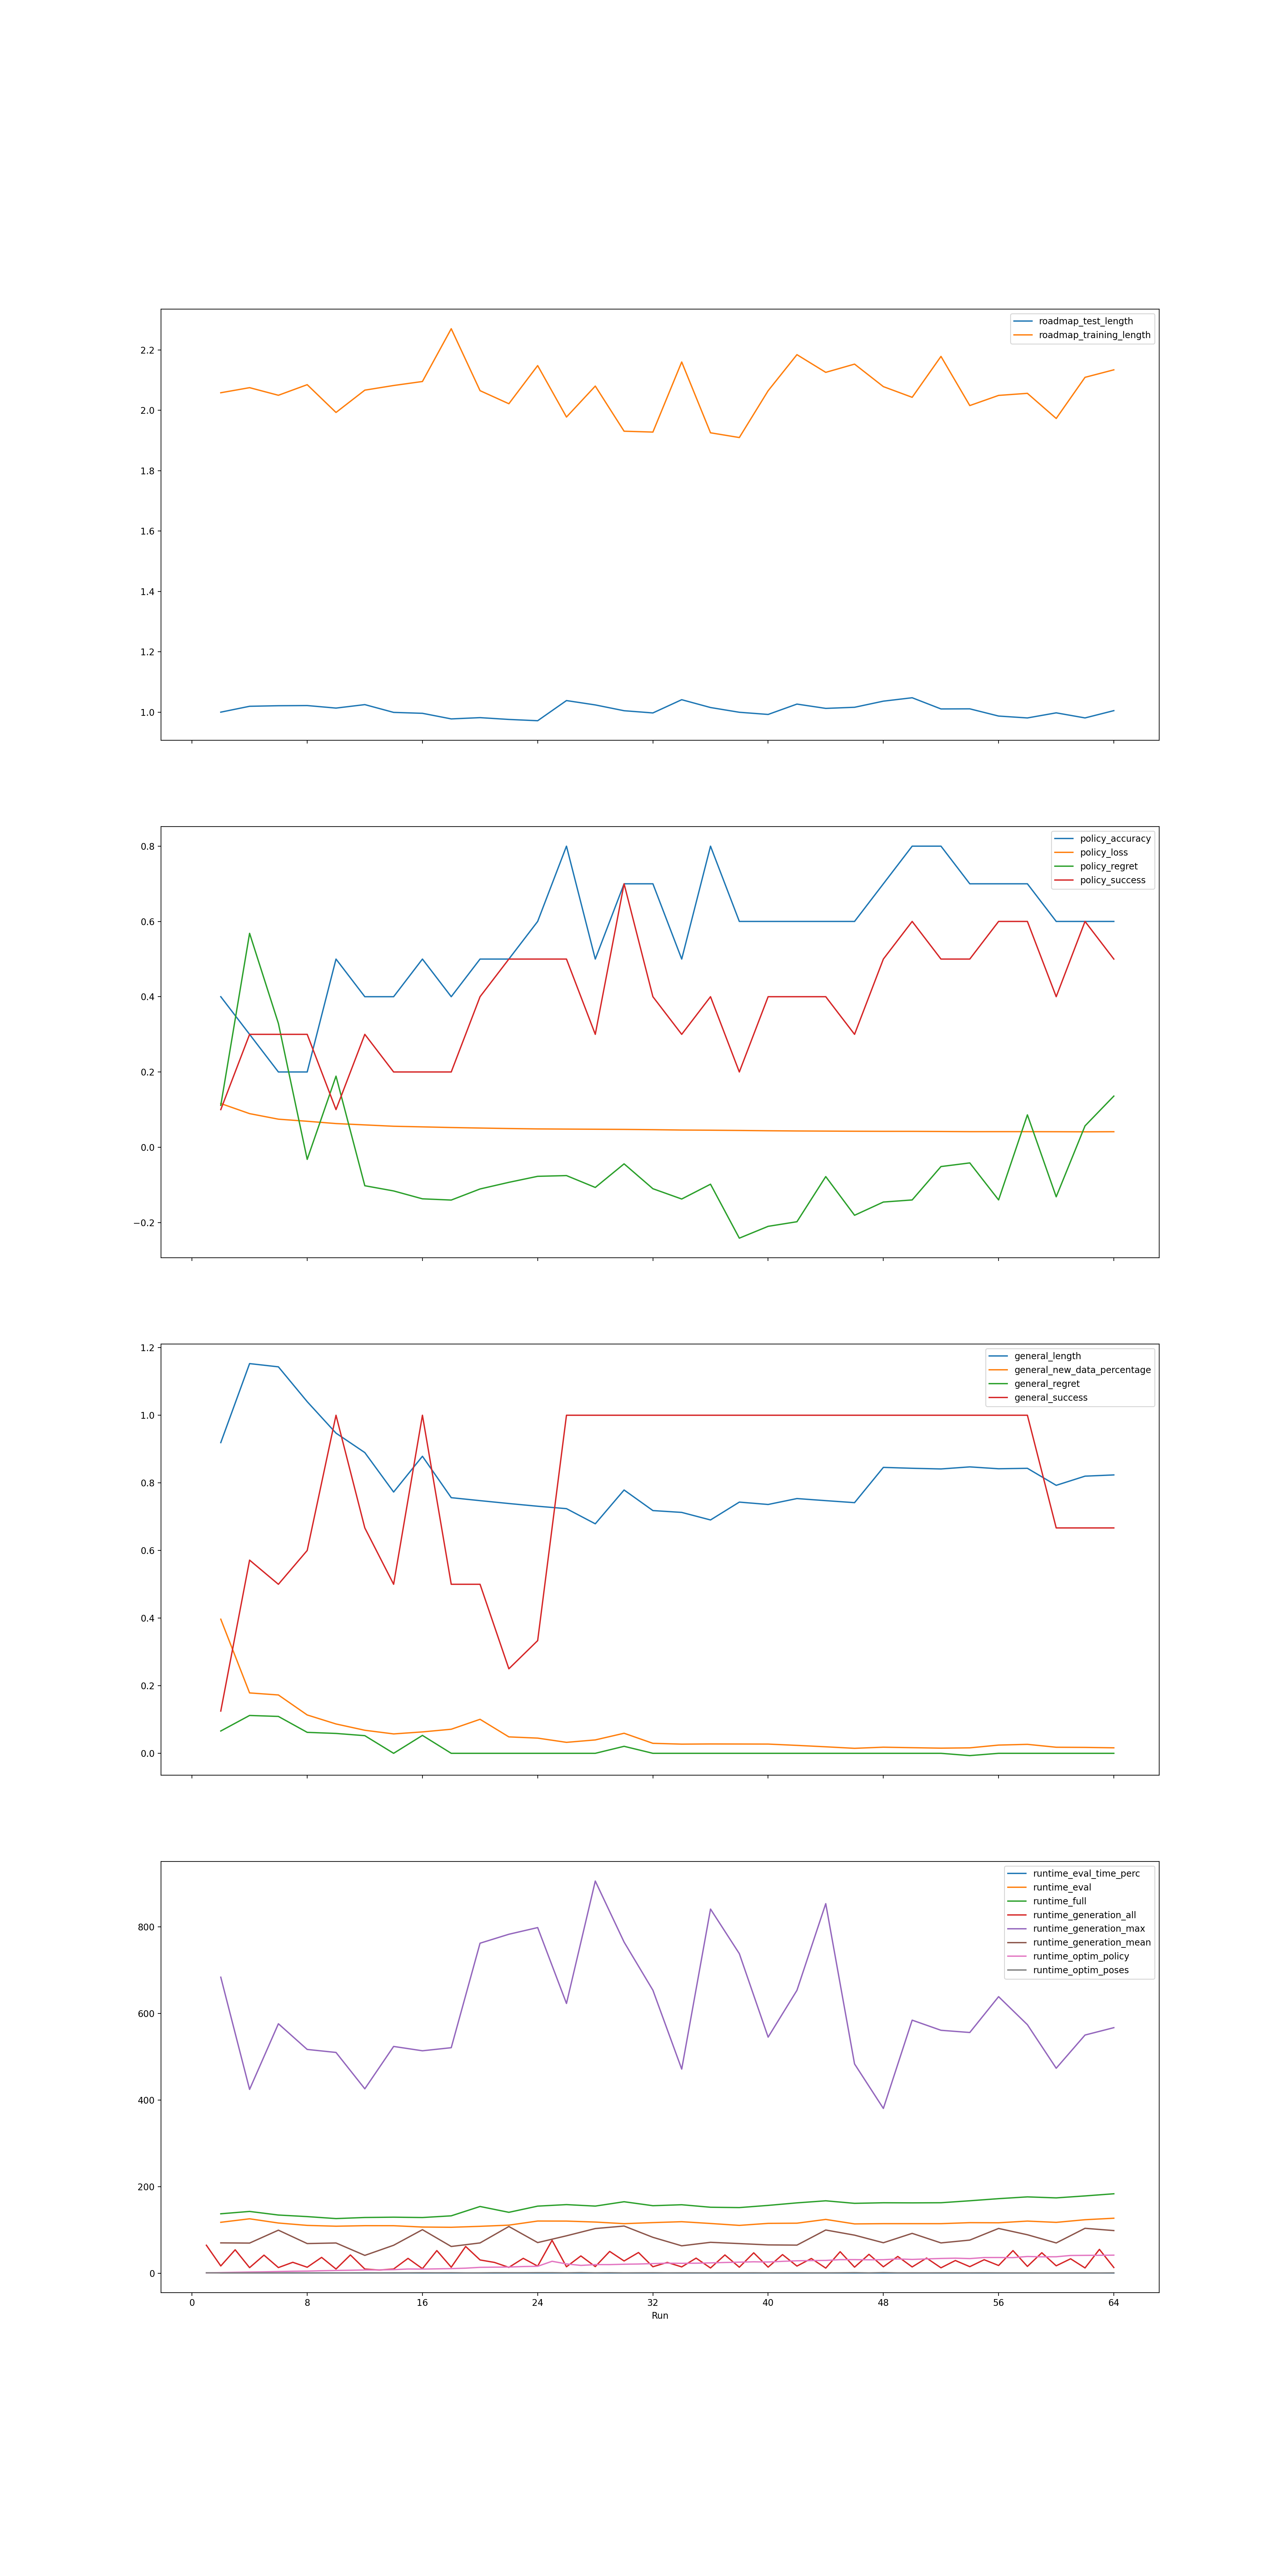 roadmap_test_length
roadmap_training_length
2.2
2.0
1.8
1.6
1.4
1.2
1.0
policy_accuracy
policy_loss
policy_regret
policy_success
0.8
0.6
0.4
0.2
0.0
−0.2
general_length
general_new_data_percentage
general_regret
general_success
1.2
1.0
0.8
0.6
0.4
0.2
0.0
runtime_eval_time_perc
runtime_eval
runtime_full
runtime_generation_all
runtime_generation_max
runtime_generation_mean
runtime_optim_policy
runtime_optim_poses
800
600
400
200
0
0 8 16 24 32 40 48 56 64
Run